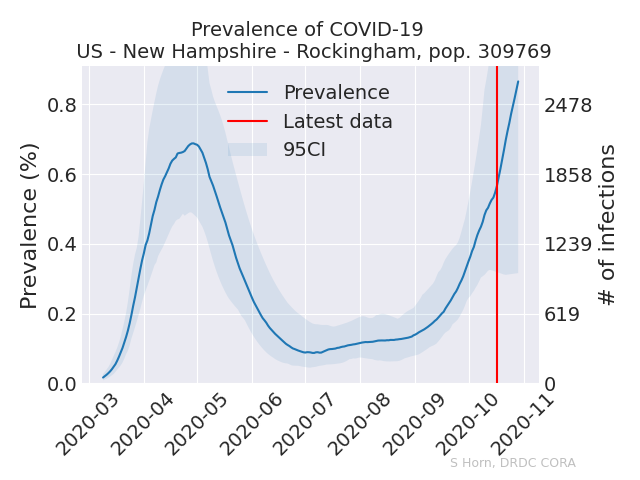 Prevalence of COVID-19
US - New Hampshire - Rockingham, pop. 309769
Prevalence
Latest data
95CI
Prevalence (%)
0.8
0.6
0.4
0.2
0.0
2478
1858
1239
619
0
# of infections
2020-03
2020-04
2020-05
2020-06
2020-07
2020-08
2020-09
2020-10
2020-11
S Horn, DRDC CORA